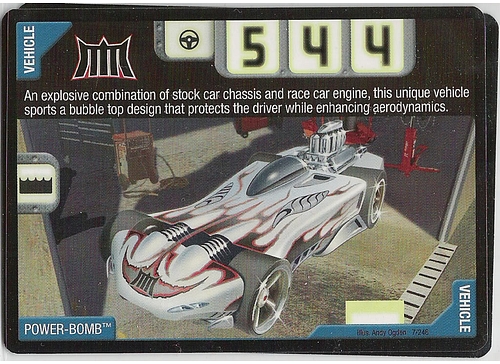 VEHICLE
5 4 4
An explosive combination of stock car chassis and race car engine, this unique vehicle
sports a bubble top design that protects the driver while enhancing aerodynamics.
POWER-BOMB™
Illus. Andy Ogden 7/246
VEHICLE